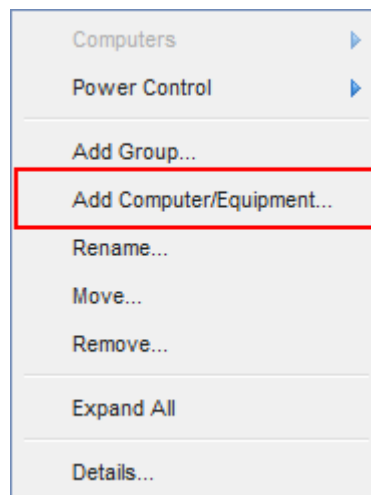 Computers
Power Control
Add Group...
Add Computer/Equipment...
Rename...
Move...
Remove...
Expand All
Details...